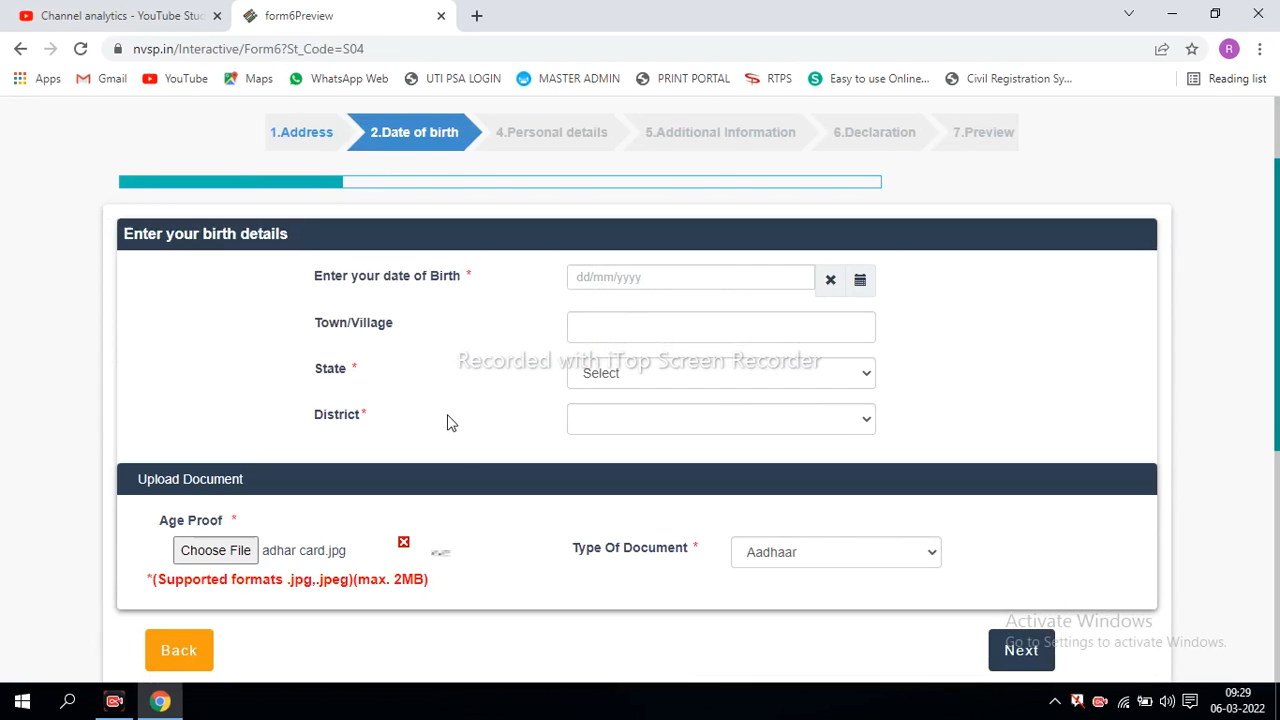 Channel analytics - YouTube Stud
form6Preview
nvsp.in/Interactive/Form6?St_Code=S04
R
Apps
Gmail
YouTube
Maps
WhatsApp Web
UTI PSA LOGIN
MASTER ADMIN
PRINT PORTAL
RTPS
Easy to use Online...
Civil Registration Sy...
Reading list
1.Address
2.Date of birth
4.Personal details
5.Additional Information
6.Declaration
7.Preview
Enter your birth details
Enter your date of Birth *
dd/mm/yyyy
Town/Village
Recorded with iTop Screen Recorder
State *
Select
District*
Upload Document
Age Proof *
Choose File adhar card.jpg
Type Of Document *
Aadhaar
*(Supported formats .jpg,.jpeg)(max. 2MB)
Activate Windows
Go to Settings to activate Windows.
Back
Next
09:29
06-03-2022